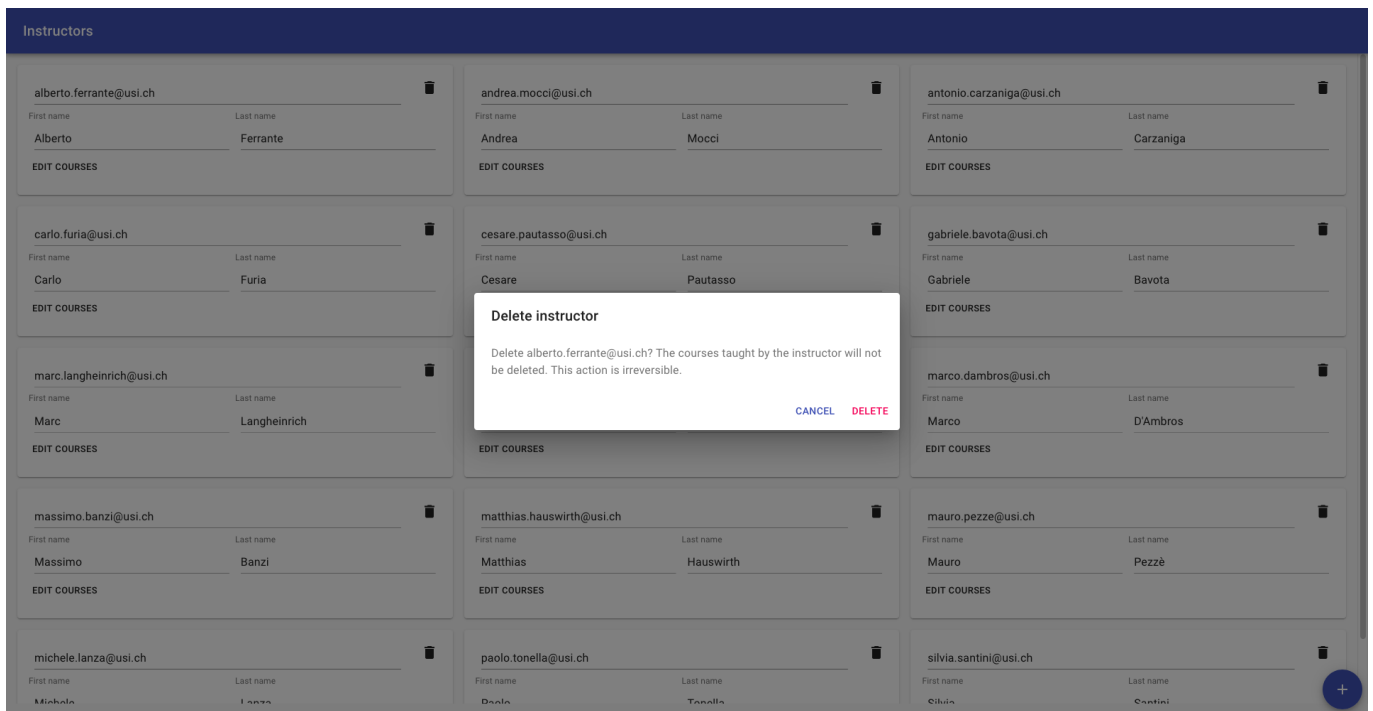 Instructors
alberto.ferrante@usi.ch
First name Last name
Alberto Ferrante
EDIT COURSES
andrea.mocci@usi.ch
First name Last name
Andrea Mocci
EDIT COURSES
antonio.carzaniga@usi.ch
First name Last name
Antonio Carzaniga
EDIT COURSES
carlo.furia@usi.ch
First name Last name
Carlo Furia
EDIT COURSES
cesare.pautasso@usi.ch
First name Last name
Cesare Pautasso
gabriele.bavota@usi.ch
First name Last name
Gabriele Bavota
EDIT COURSES
Delete instructor
Delete alberto.ferrante@usi.ch? The courses taught by the instructor will not
be deleted. This action is irreversible.
CANCEL DELETE
marc.langheinrich@usi.ch
First name Last name
Marc Langheinrich
EDIT COURSES
EDIT COURSES
marco.dambros@usi.ch
First name Last name
Marco D'Ambros
EDIT COURSES
massimo.banzi@usi.ch
First name Last name
Massimo Banzi
EDIT COURSES
matthias.hauswirth@usi.ch
First name Last name
Matthias Hauswirth
EDIT COURSES
mauro.pezze@usi.ch
First name Last name
Mauro Pezzè
EDIT COURSES
michele.lanza@usi.ch
First name Last name
Michele Lanza
paolo.tonella@usi.ch
First name Last name
Paolo Tonella
silvia.santini@usi.ch
First name Last name
Silvia Santini
+